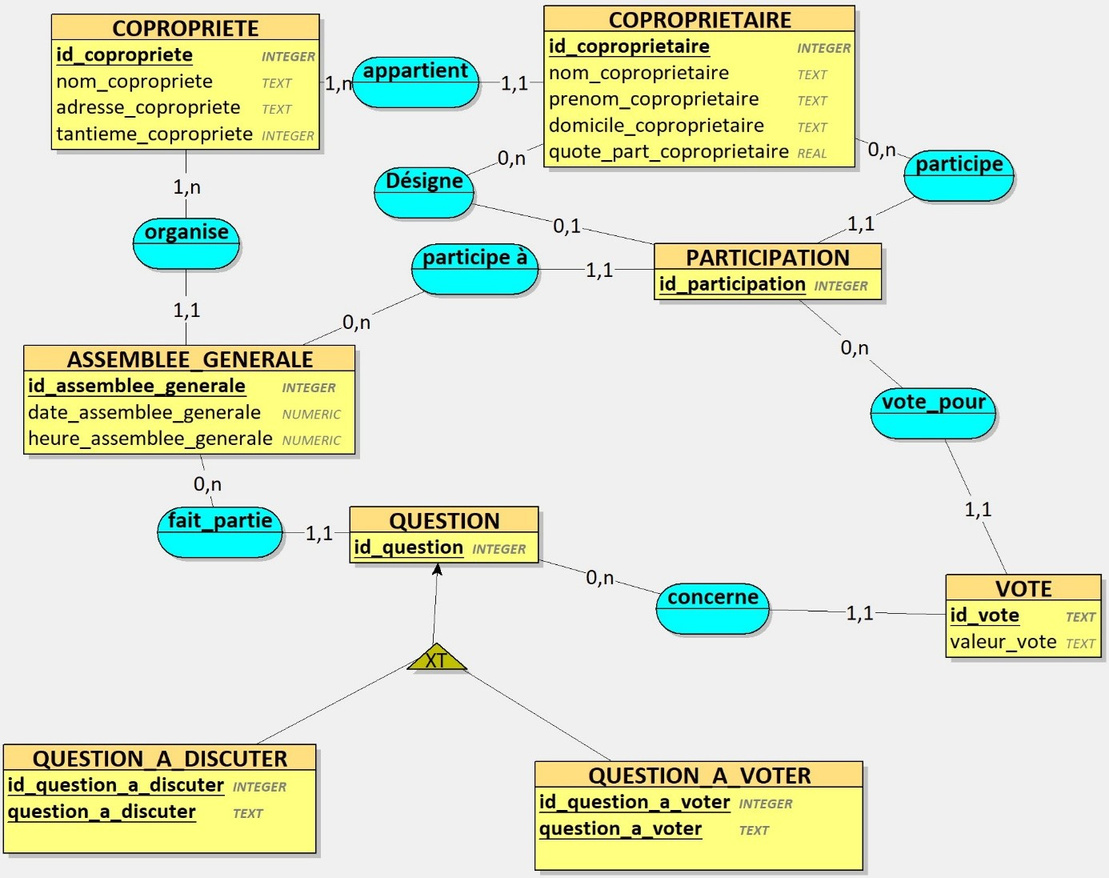 COPROPRIETE
id_copropriete INTEGER
nom_copropriete TEXT
adresse_copropriete TEXT
tantieme_copropriete INTEGER
1,n
appartient
1,1
COPROPRIETAIRE
id_coproprietaire INTEGER
nom_coproprietaire TEXT
prenom_coproprietaire TEXT
domicile_coproprietaire TEXT
quote_part_coproprietaire REAL
0,n
Désigne
0,1
0,n
participe
1,1
1,n
organise
1,1
participe à
1,1
0,n
PARTICIPATION
id_participation INTEGER
0,n
vote_pour
1,1
ASSEMBLEE_GENERALE
id_assemblee_generale INTEGER
date_assemblee_generale NUMERIC
heure_assemblee_generale NUMERIC
0,n
fait_partie
1,1
QUESTION
id_question INTEGER
0,n
concerne
1,1
VOTE
id_vote TEXT
valeur_vote TEXT
XT
QUESTION_A_DISCUTER
id_question_a_discuter INTEGER
question_a_discuter TEXT
QUESTION_A_VOTER
id_question_a_voter INTEGER
question_a_voter TEXT